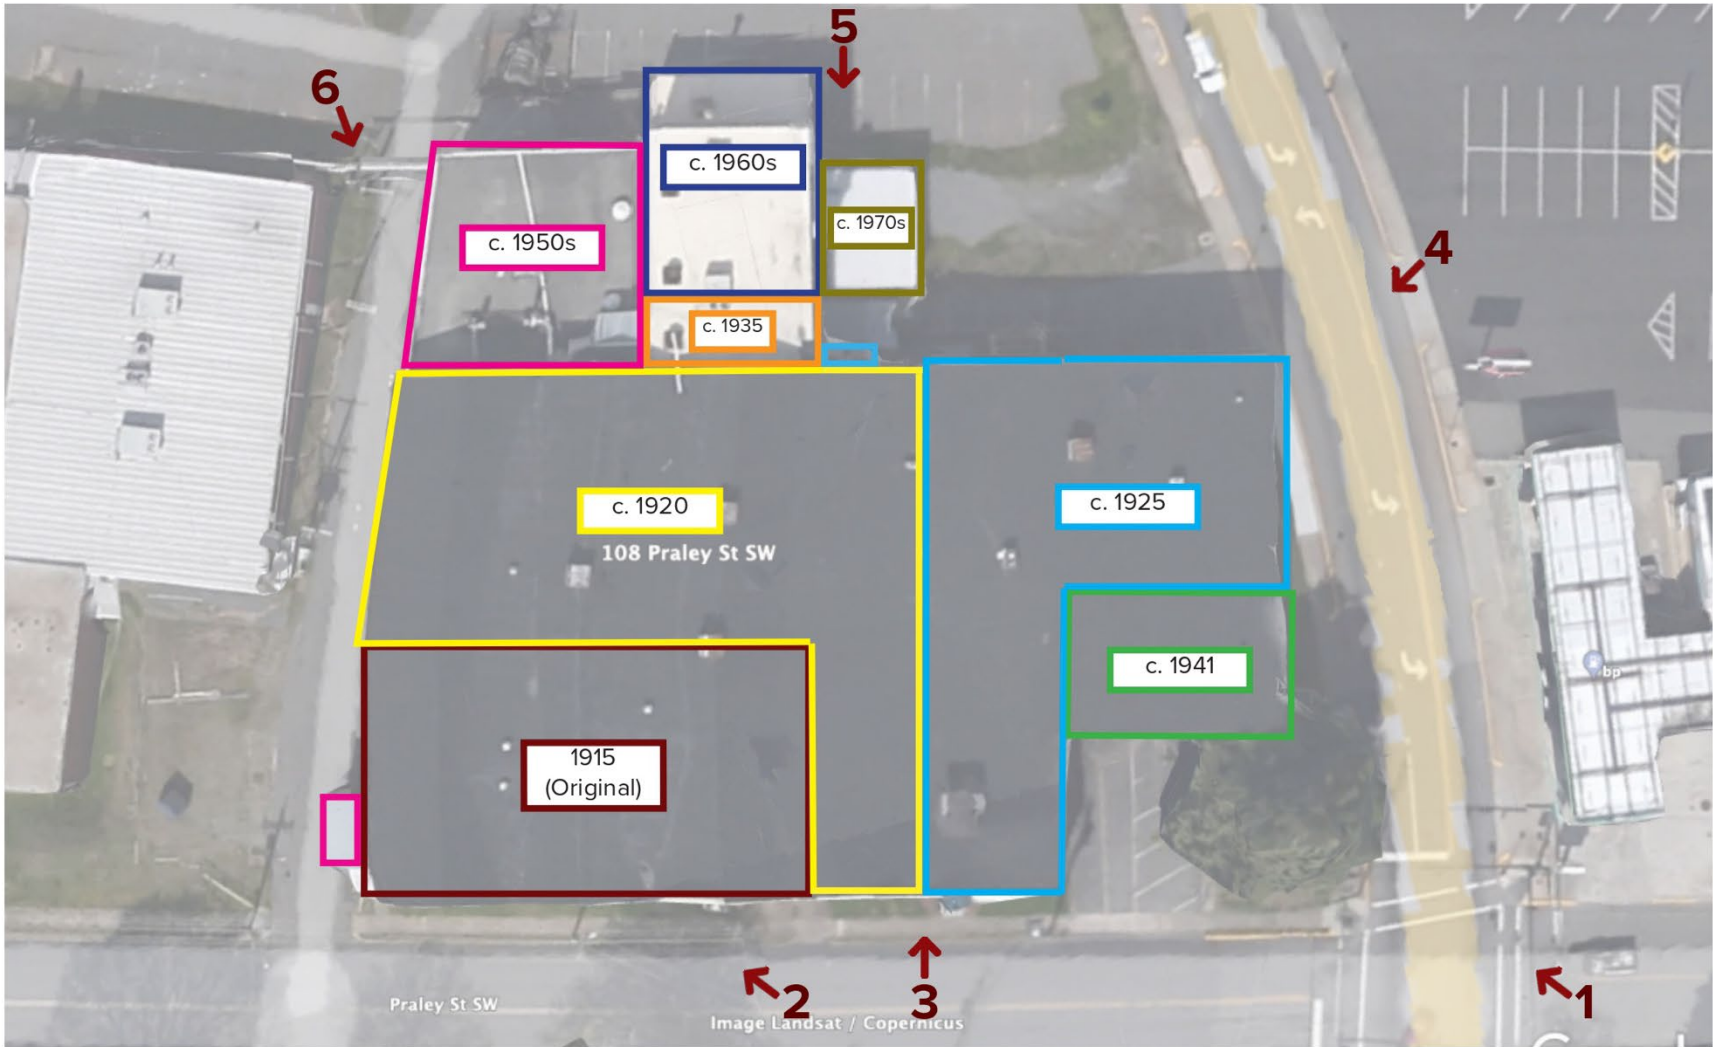 5
6
c. 1960s
c. 1970s
c. 1950s
4
c. 1935
c. 1920
c. 1925
108 Praley St SW
c. 1941
bp
1915
(Original)
Praley St SW
2
3
1
Image Landsat / Copernicus